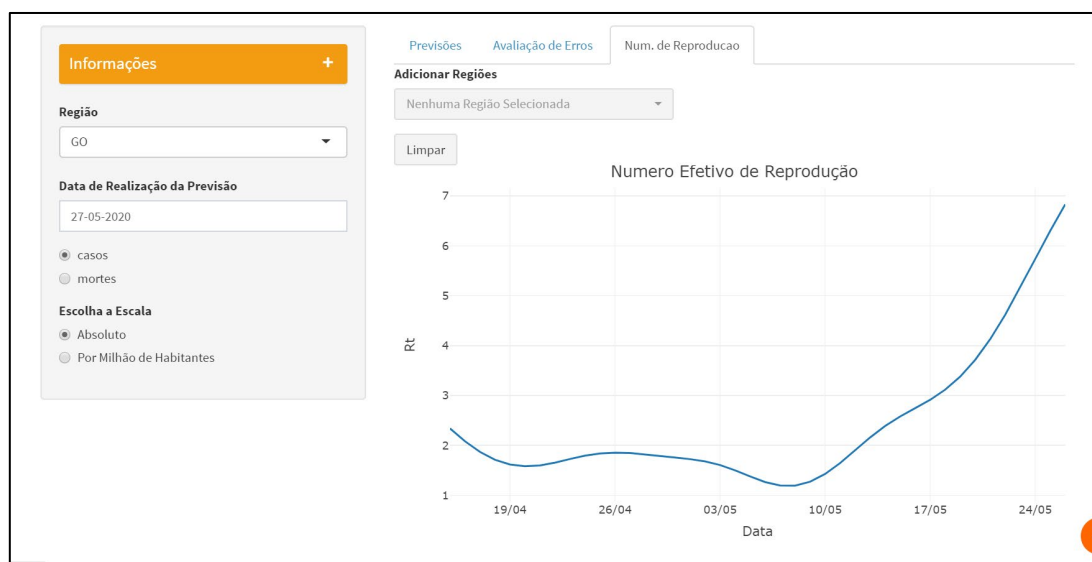 Informações +
Região
GO
Data de Realização da Previsão
27-05-2020
casos
mortes
Escolha a Escala
Absoluto
Por Milhão de Habitantes
Previsões Avaliação de Erros Num. de Reproducao
Adicionar Regiões
Nenhuma Região Selecionada
Limpar
Numero Efetivo de Reprodução
7
6
5
4
3
2
1
Rt
19/04 26/04 03/05 10/05 17/05 24/05
Data